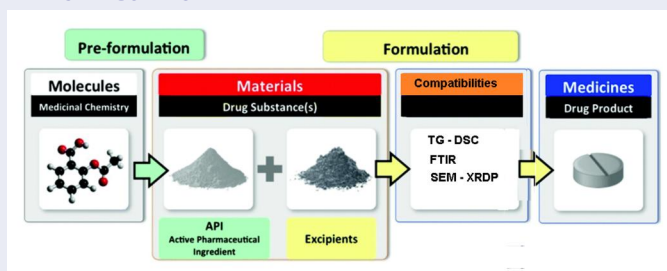 Pre-formulation
Formulation
Molecules
Medicinal Chemistry
Materials
Drug Substance(s)
Compatibilities
Medicines
Drug Product
TG - DSC
FTIR
SEM - XRDP
API
Active Pharmaceutical
Ingredient
Excipients